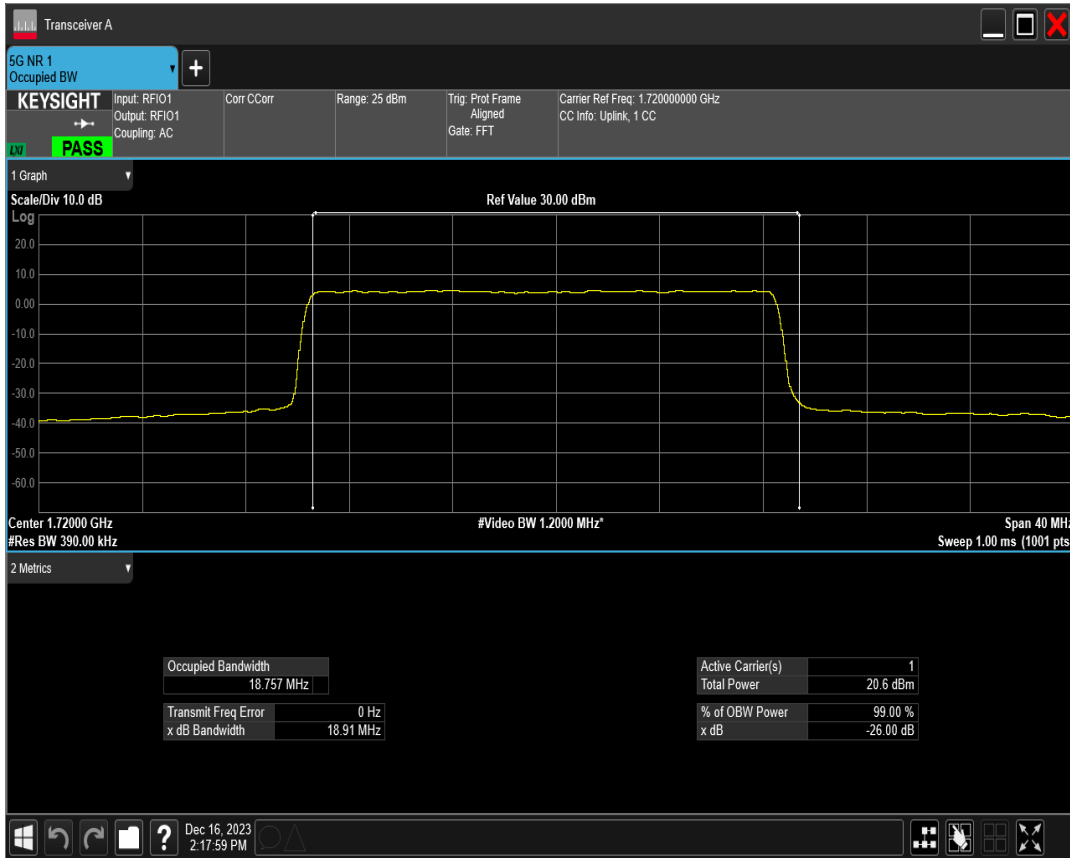 Transceiver A
5G NR 1
Occupied BW
KEYSIGHT
LXI
PASS
Input: RFIO1
Output: RFIO1
Coupling: AC
Corr CCorr
Range: 25 dBm
Trig: Prot Frame
Aligned
Gate: FFT
Carrier Ref Freq: 1.720000000 GHz
CC Info: Uplink, 1 CC
1 Graph
Scale/Div 10.0 dB
Ref Value 30.00 dBm
Log
20.0
10.0
0.00
-10.0
-20.0
-30.0
-40.0
-50.0
-60.0
Center 1.72000 GHz
#Video BW 1.2000 MHz*
Span 40 MHz
#Res BW 390.00 kHz
Sweep 1.00 ms (1001 pts
2 Metrics
Occupied Bandwidth
18.757 MHz
Transmit Freq Error 0 Hz
x dB Bandwidth 18.91 MHz
Active Carrier(s) 1
Total Power 20.6 dBm
% of OBW Power 99.00 %
x dB -26.00 dB
?
Dec 16, 2023
2:17:59 PM